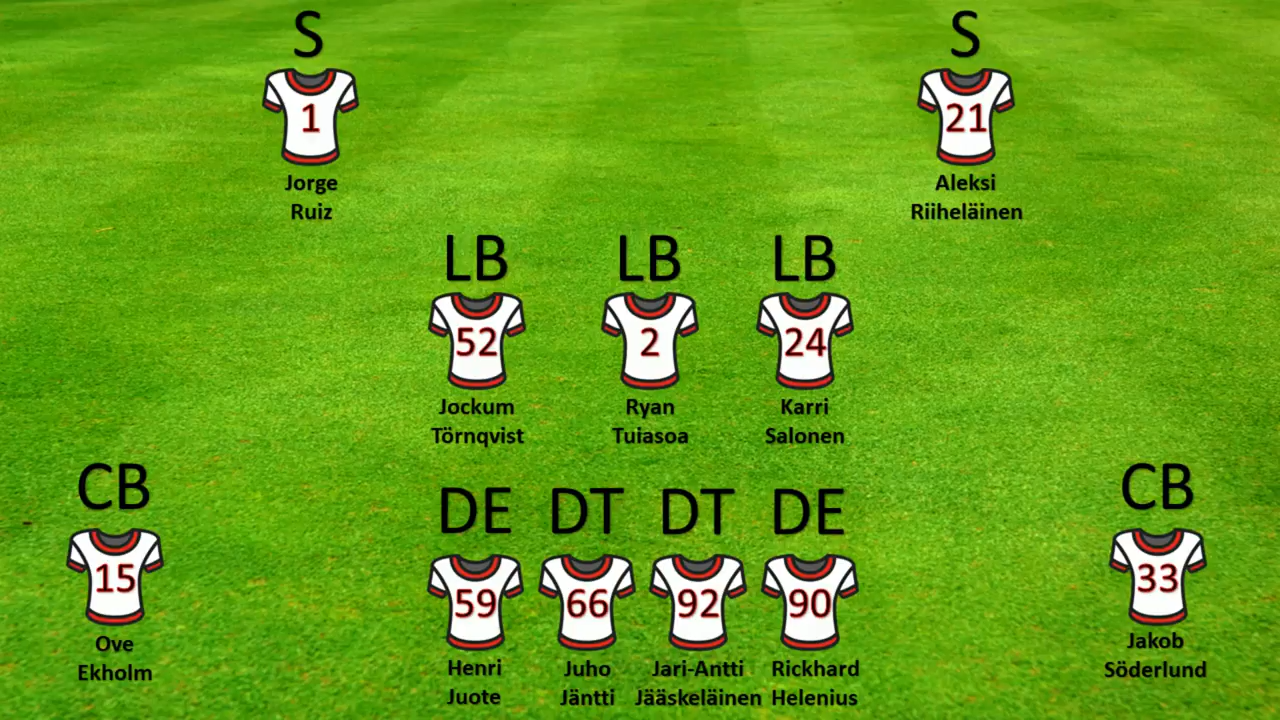 S
1
Jorge
Ruiz
S
21
Aleksi
Riiheläinen
LB
52
Jockum
Törnqvist
LB
2
Ryan
Tuiasoa
LB
24
Karri
Salonen
CB
15
Ove
Ekholm
DE
59
Henri
Juote
DT
66
Juho
Jäntti
DT
92
Jari-Antti
Jääskeläinen
DE
90
Rickhard
Helenius
CB
33
Jakob
Söderlund